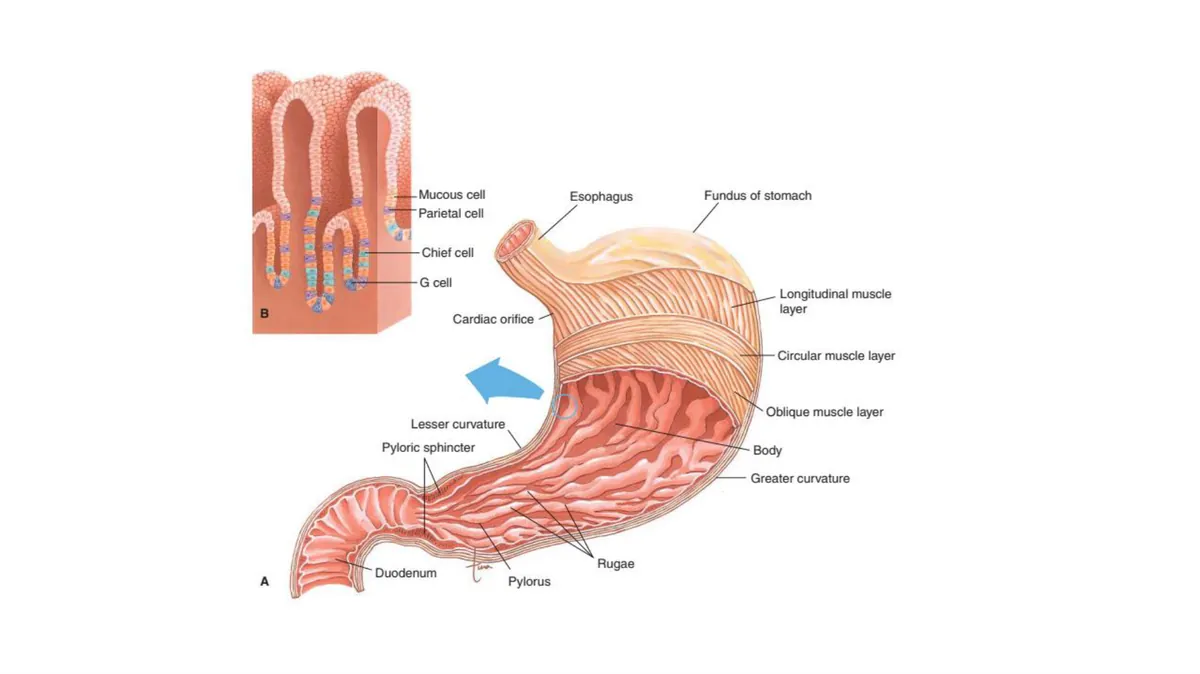 Mucous cell
Parietal cell
Chief cell
G cell
B
Esophagus
Fundus of stomach
Longitudinal muscle
layer
Cardiac orifice
Circular muscle layer
Oblique muscle layer
Lesser curvature
Pyloric sphincter
Body
Greater curvature
Rugae
Duodenum
Pylorus
A